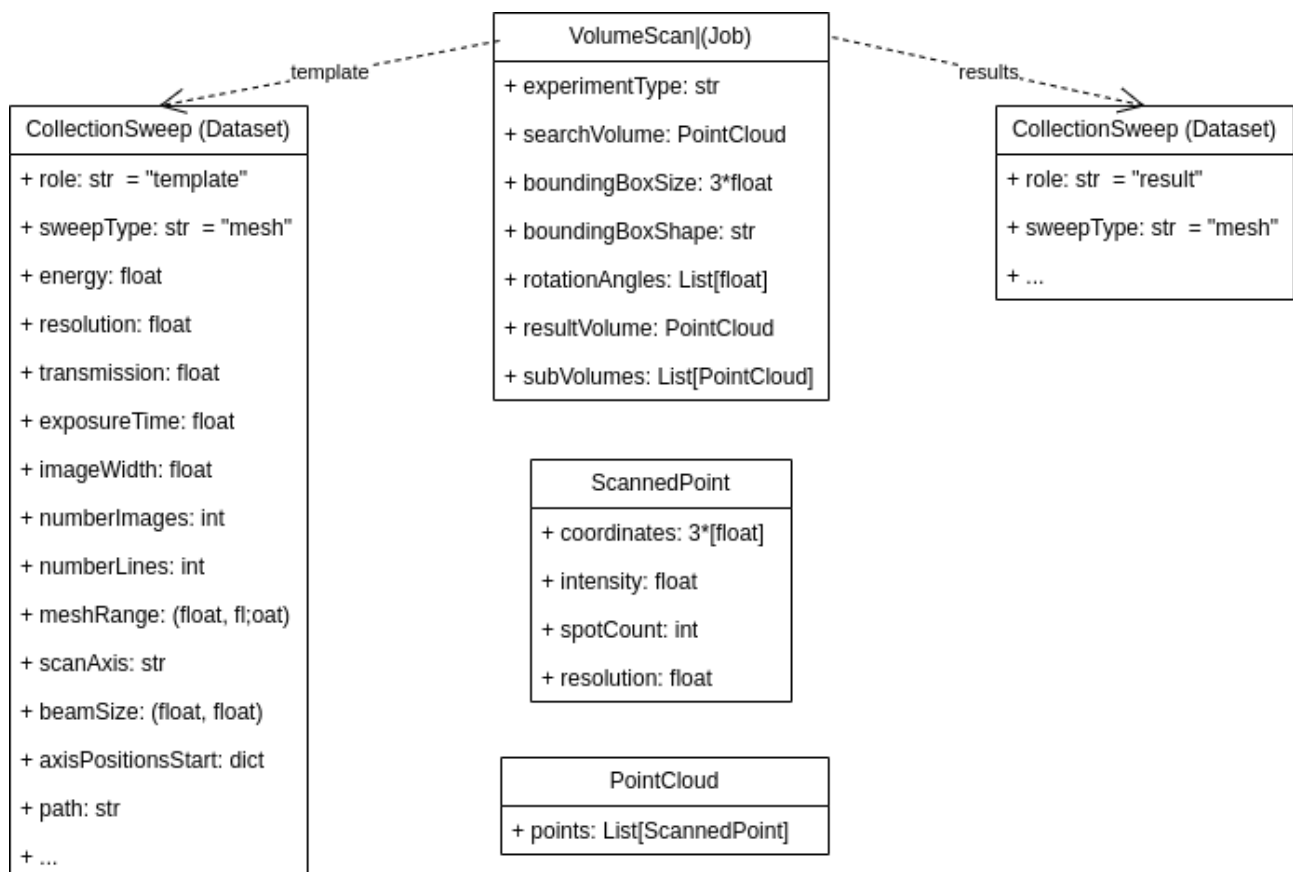 VolumeScan|(Job)
+ experimentType: str
+ searchVolume: PointCloud
+ boundingBoxSize: 3*float
+ boundingBoxShape: str
+ rotationAngles: List[float]
+ resultVolume: PointCloud
+ subVolumes: List[PointCloud]
template
results
CollectionSweep (Dataset)
+ role: str = "template"
+ sweepType: str = "mesh"
+ energy: float
+ resolution: float
+ transmission: float
+ exposureTime: float
+ imageWidth: float
+ numberImages: int
+ numberLines: int
+ meshRange: (float, fl;oat)
+ scanAxis: str
+ beamSize: (float, float)
+ axisPositionsStart: dict
+ path: str
+ ...
CollectionSweep (Dataset)
+ role: str = "result"
+ sweepType: str = "mesh"
+ ...
ScannedPoint
+ coordinates: 3*[float]
+ intensity: float
+ spotCount: int
+ resolution: float
PointCloud
+ points: List[ScannedPoint]